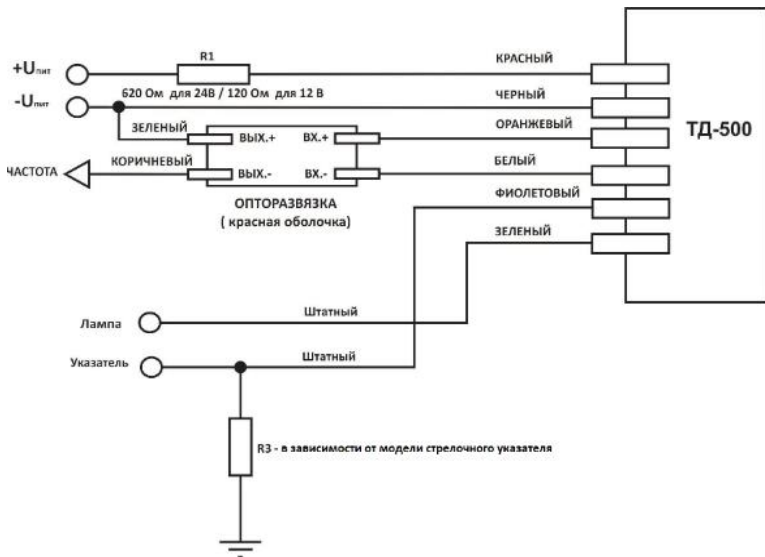 R1
КРАСНЫЙ
+Uпит
-Uпит
620 Ом для 24В / 120 Ом для 12 В
ЧЕРНЫЙ
ЗЕЛЕНЫЙ
ВЫХ.+ ВХ.+
ОРАНЖЕВЫЙ
ТД-500
КОРИЧНЕВЫЙ
ЧАСТОТА
ВЫХ.- ВХ.-
БЕЛЫЙ
ОПТОРАЗВЯЗКА
( красная оболочка)
ФИОЛЕТОВЫЙ
ЗЕЛЕНЫЙ
Лампа
Штатный
Указатель
Штатный
R3 - в зависимости от модели стрелочного указателя